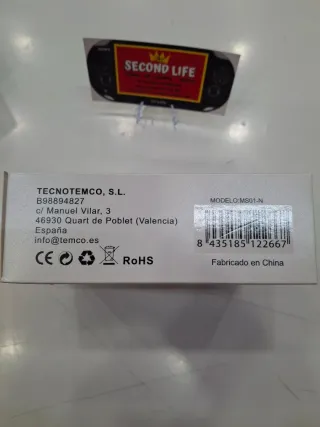 SECOND LIFE
TECNOTEMCO, S.L.
B98894827
c/ Manuel Vilar, 3
46930 Quart de Poblet (Valencia)
España
info@temco.es
CE RoHS
MODELO:MS01-N
8 435185 122667
Fabricado en China